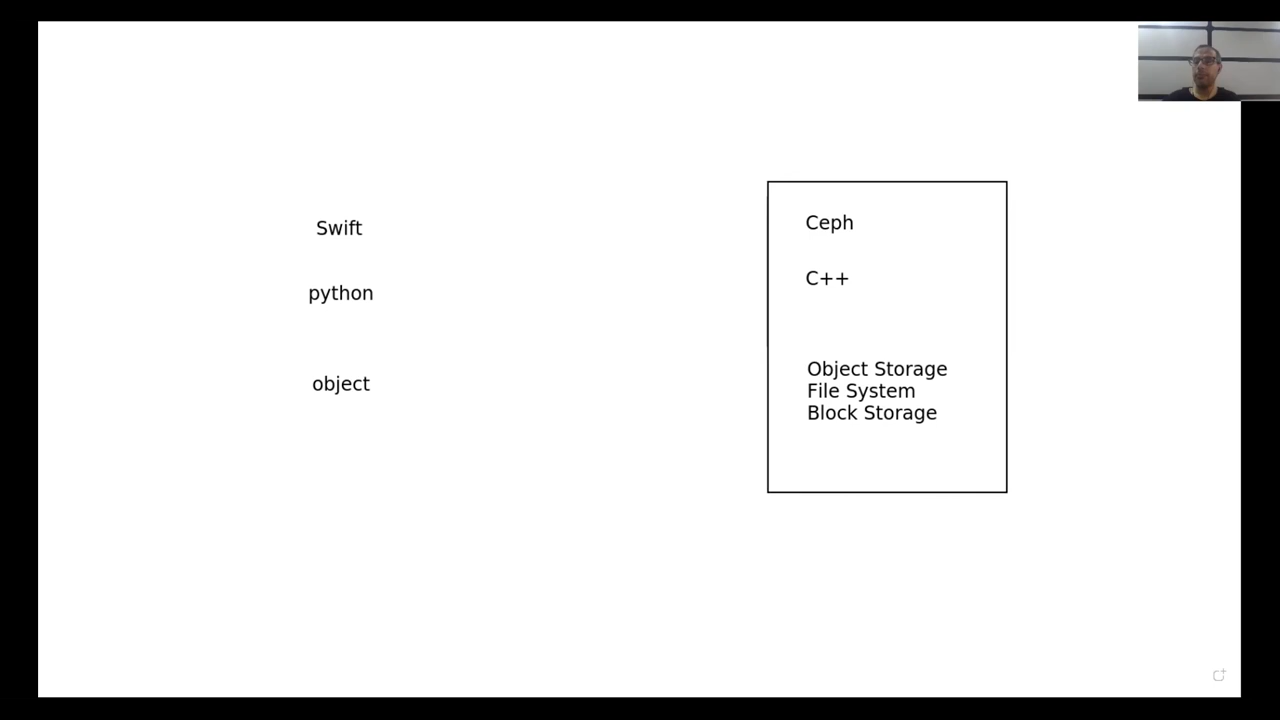 Swift
python
object
Ceph
C++
Object Storage
File System
Block Storage